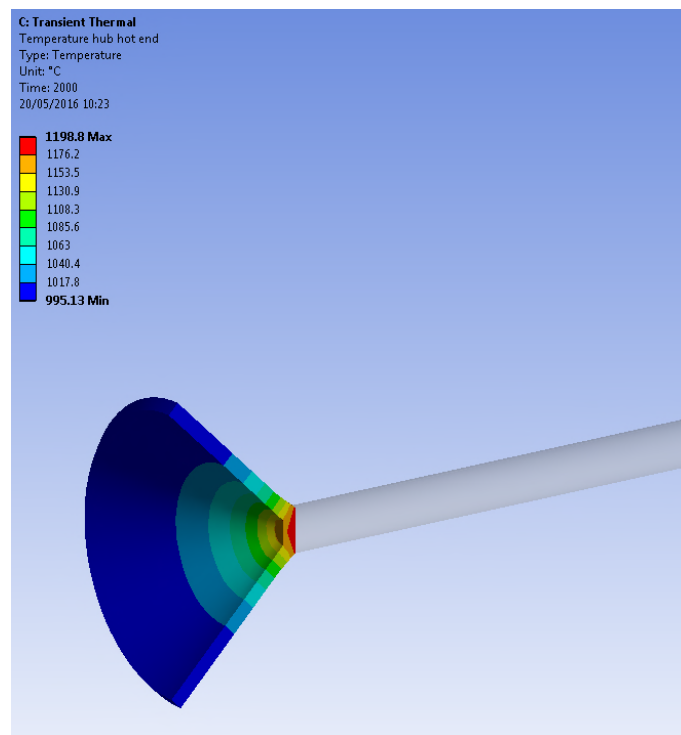 C: Transient Thermal
Temperature hub hot end
Type: Temperature
Unit: °C
Time: 2000
20/05/2016 10:23
1198.8 Max
1176.2
1153.5
1130.9
1108.3
1085.6
1063
1040.4
1017.8
995.13 Min